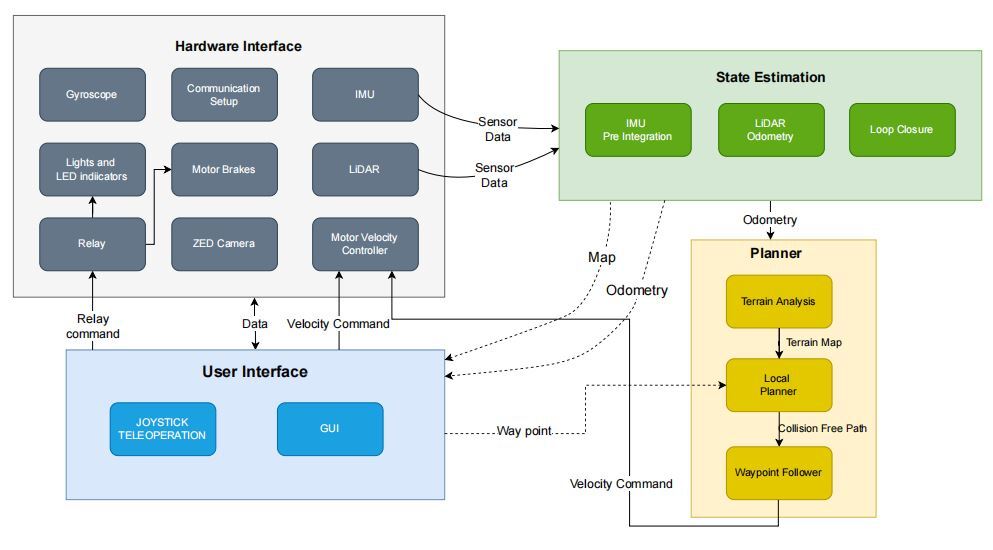 Hardware Interface
Gyroscope
Communication
Setup
IMU
Lights and
LED indiicators
Motor Brakes
LiDAR
Relay
ZED Camera
Motor Velocity
Controller
Sensor
Data
Sensor
Data
State Estimation
IMU
Pre Integration
LiDAR
Odometry
Loop Closure
Map
Odometry
Odometry
Relay
command
Data
Velocity Command
User Interface
JOYSTICK
TELEOPERATION
GUI
Way point
Velocity Command
Planner
Terrain Analysis
Terrain Map
Local
Planner
Collision Free Path
Waypoint Follower